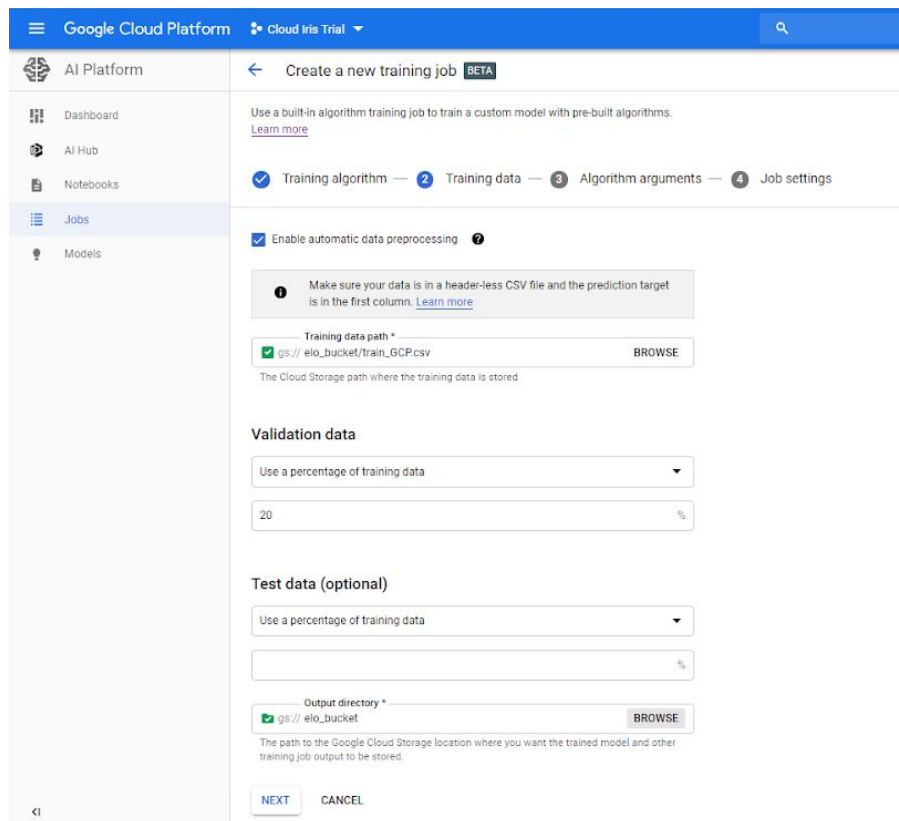 Google Cloud Platform Cloud Iris Trial
AI Platform
Create a new training job BETA
Dashboard
AI Hub
Notebooks
Jobs
Models
Use a built-in algorithm training job to train a custom model with pre-built algorithms.
Learn more
Training algorithm — 2 Training data — 3 Algorithm arguments — 4 Job settings
Enable automatic data preprocessing ?
Make sure your data is in a header-less CSV file and the prediction target
is in the first column. Learn more
Training data path *
gs:// elo_bucket/train_GCP.csv BROWSE
The Cloud Storage path where the training data is stored
Validation data
Use a percentage of training data
20 %
Test data (optional)
Use a percentage of training data
%
Output directory *
gs:// elo_bucket BROWSE
The path to the Google Cloud Storage location where you want the trained model and other
training job output to be stored.
NEXT CANCEL